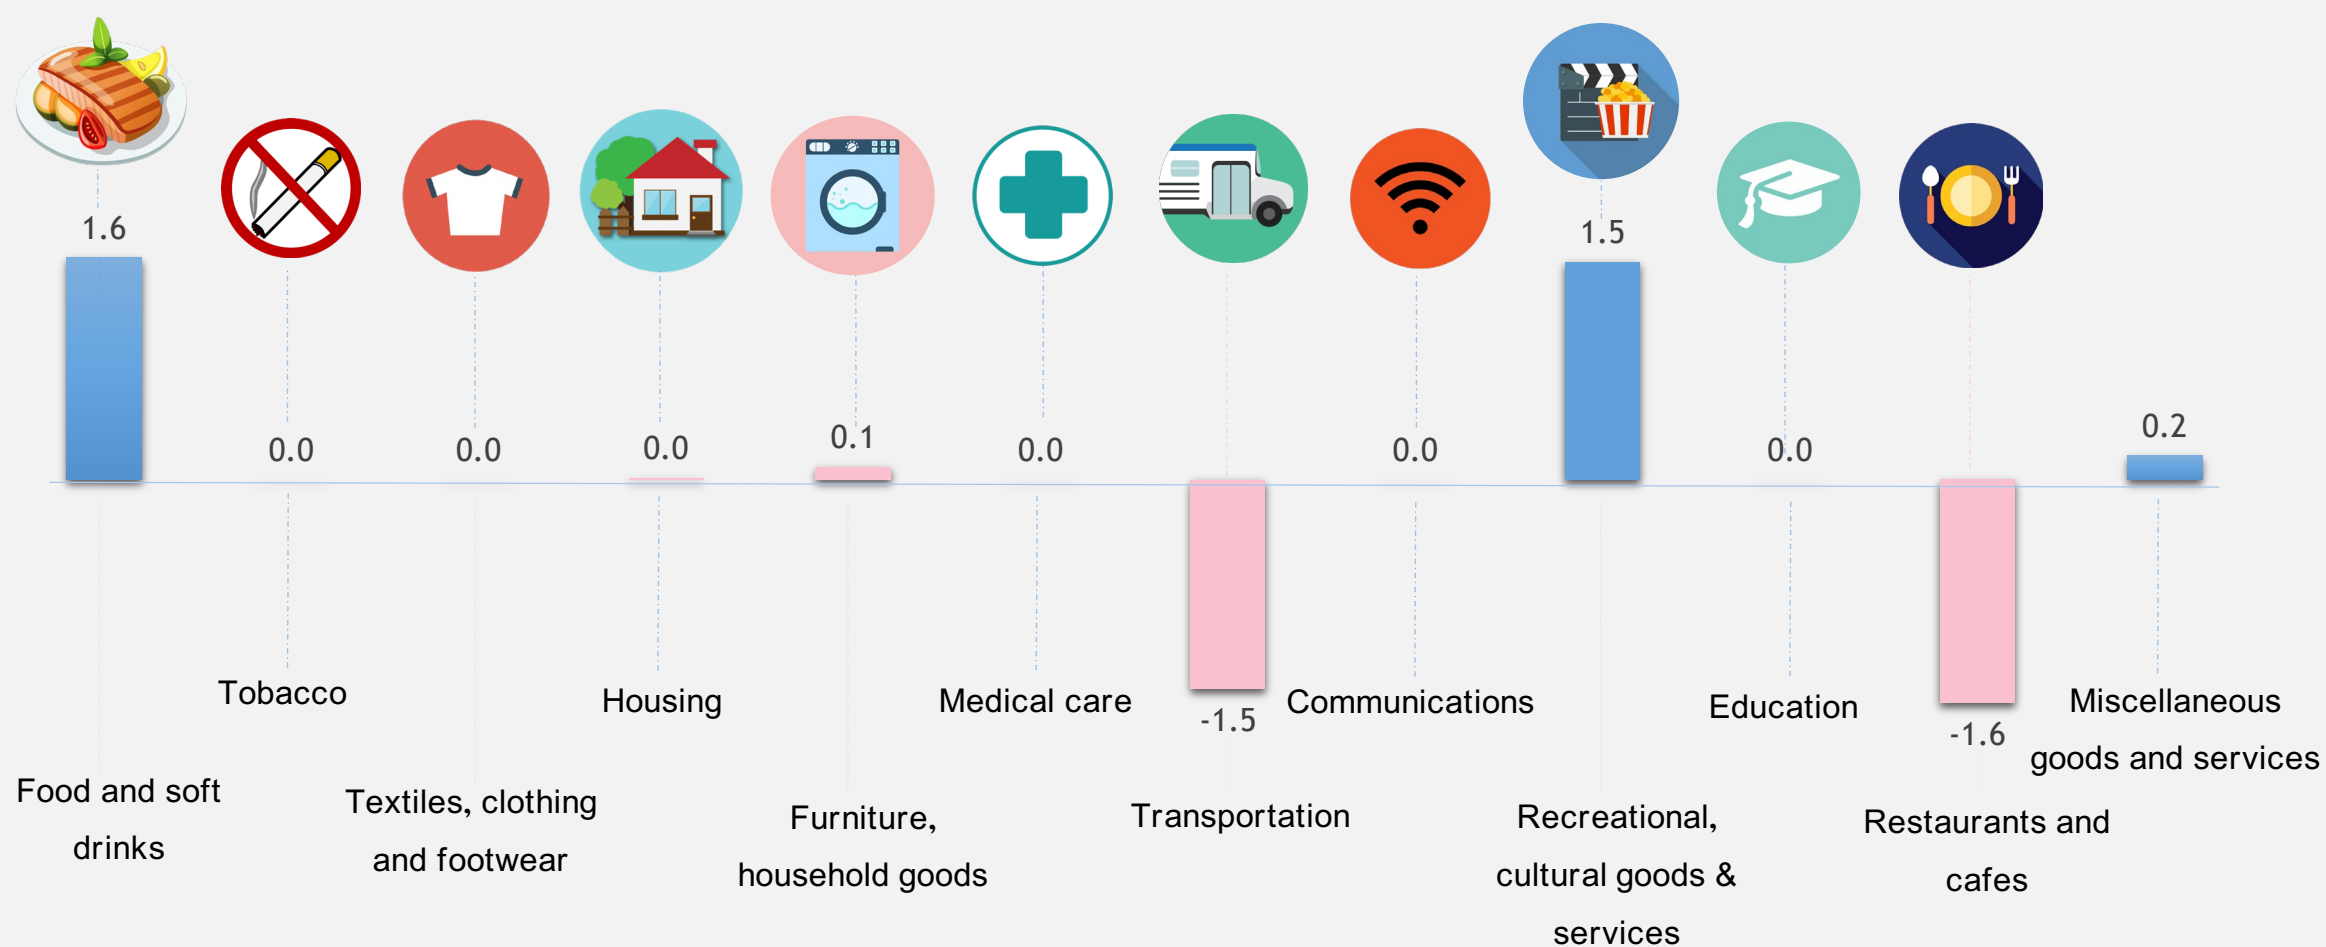 1.6
0.0
0.0
0.0
0.1
0.0
-1.5
0.0
1.5
0.0
-1.6
0.2
Food and soft
drinks
Tobacco
Textiles, clothing
and footwear
Housing
Furniture,
household goods
Medical care
Transportation
Communications
Recreational,
cultural goods &
services
Education
Restaurants and
cafes
Miscellaneous
goods and services